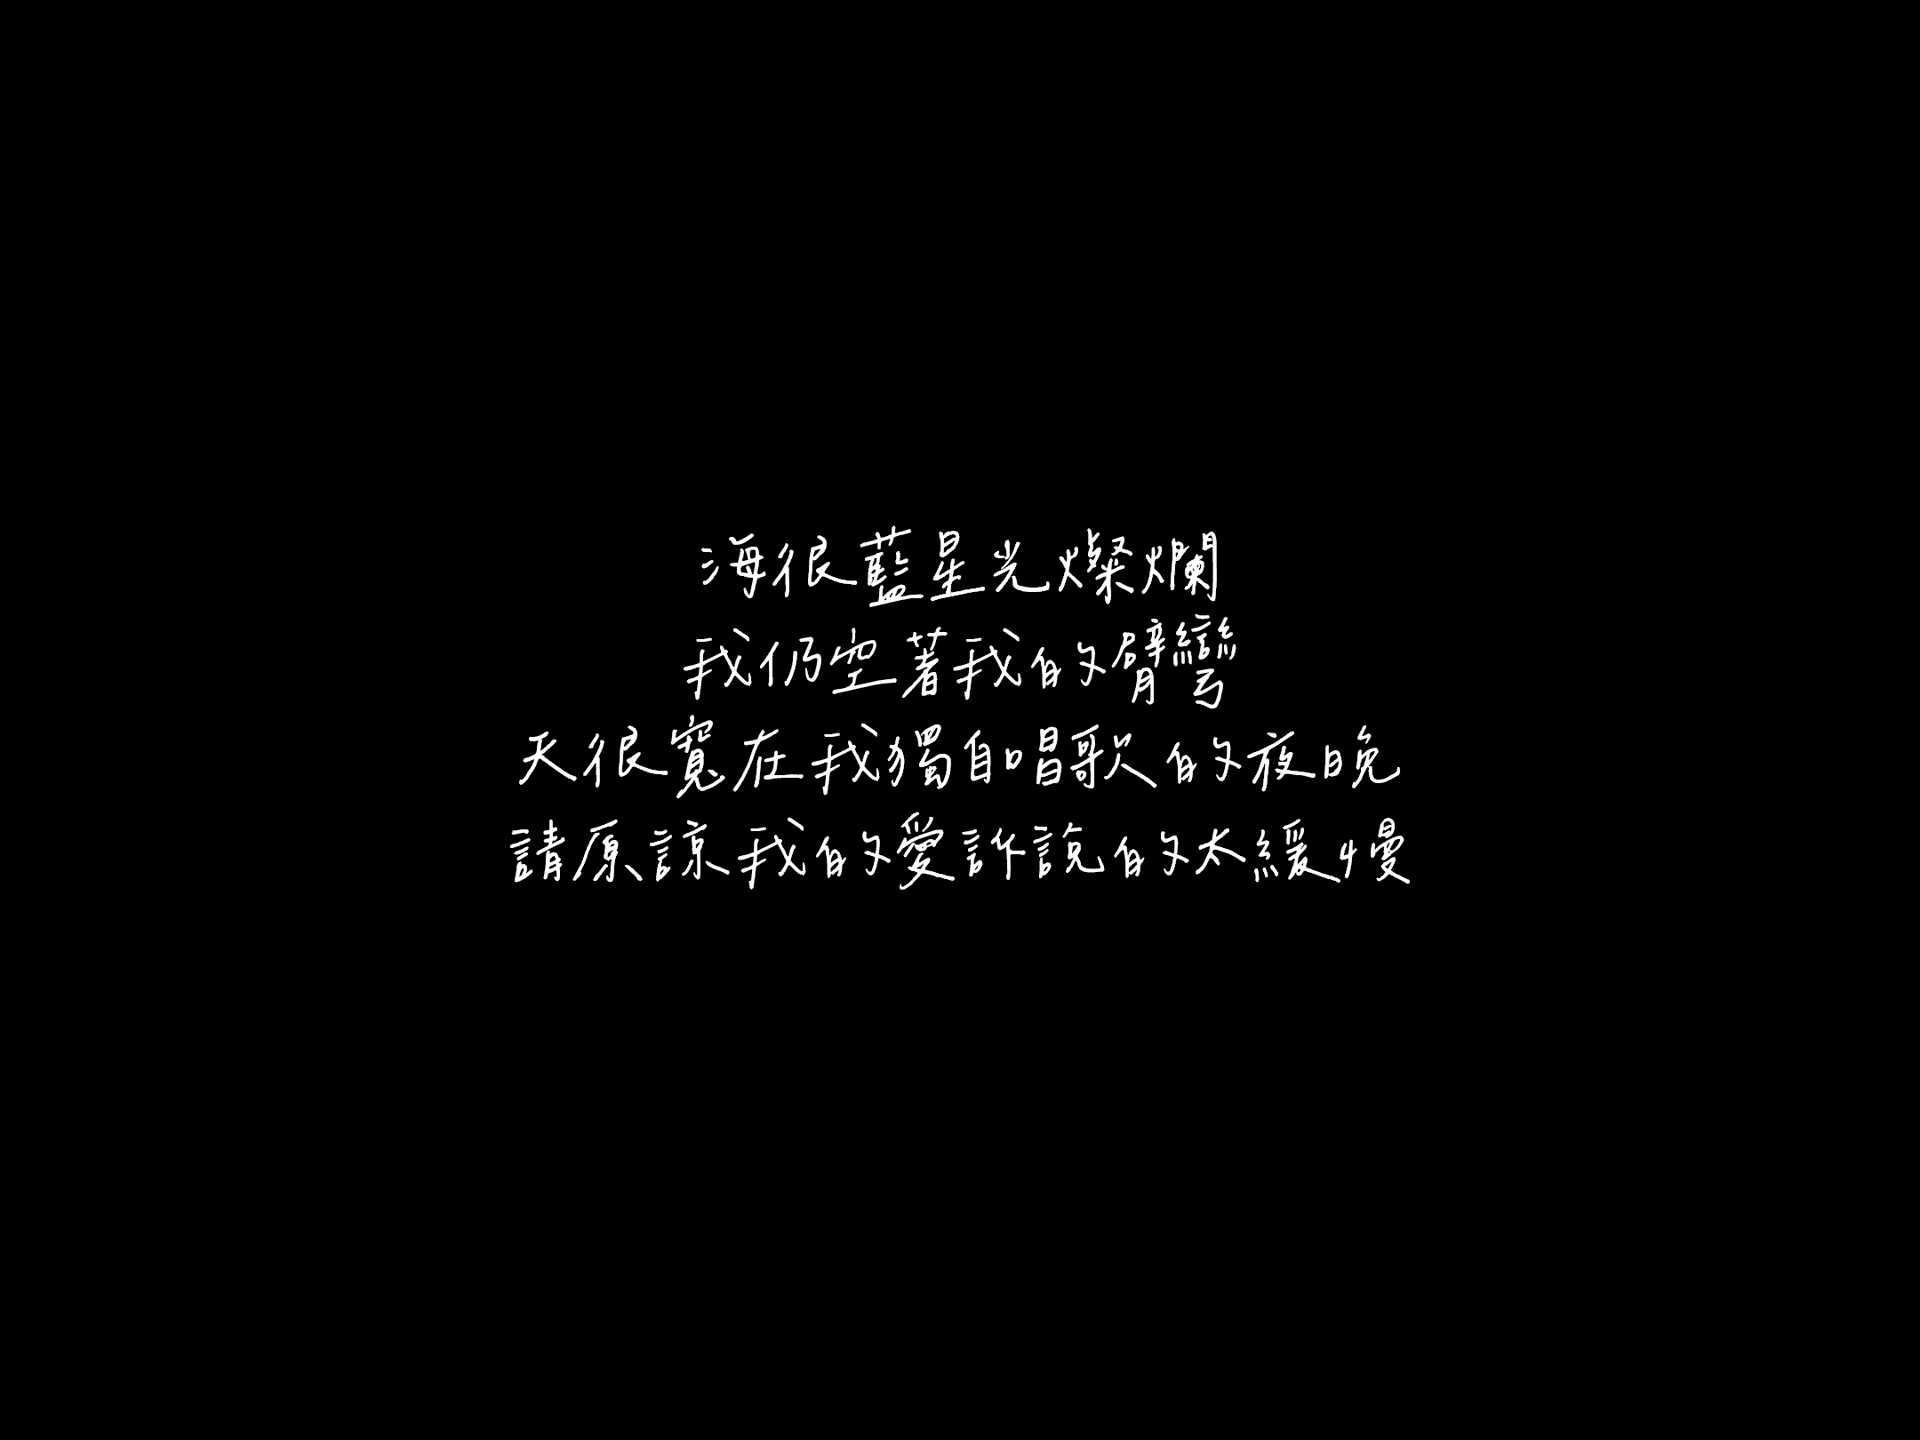 海很藍星光燦爛
我仍空著我的臂彎
天很寬在我獨自唱歌的夜晚
請原諒我的愛訴說的太緩慢